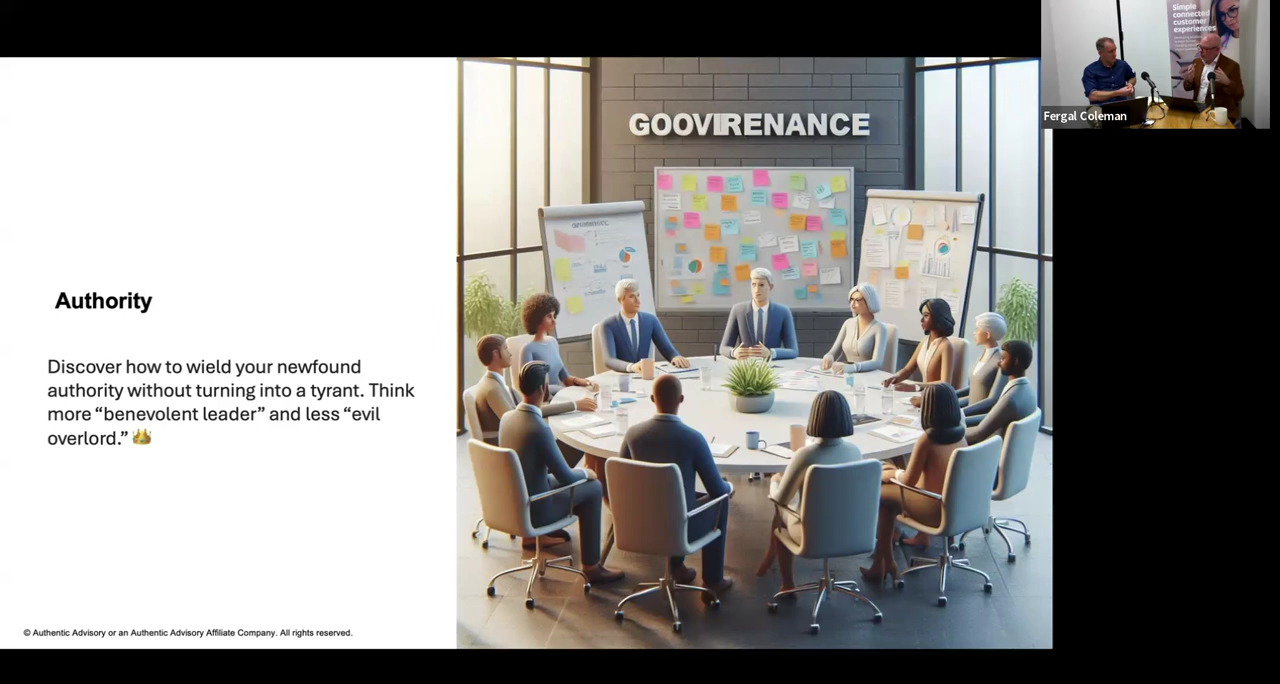 Simple
connected
customer
experiences
Fergal Coleman
GOOVIRENANCE
Authority
Discover how to wield your newfound
authority without turning into a tyrant. Think
more “benevolent leader” and less “evil
overlord.” 👑
© Authentic Advisory or an Authentic Advisory Affiliate Company. All rights reserved.